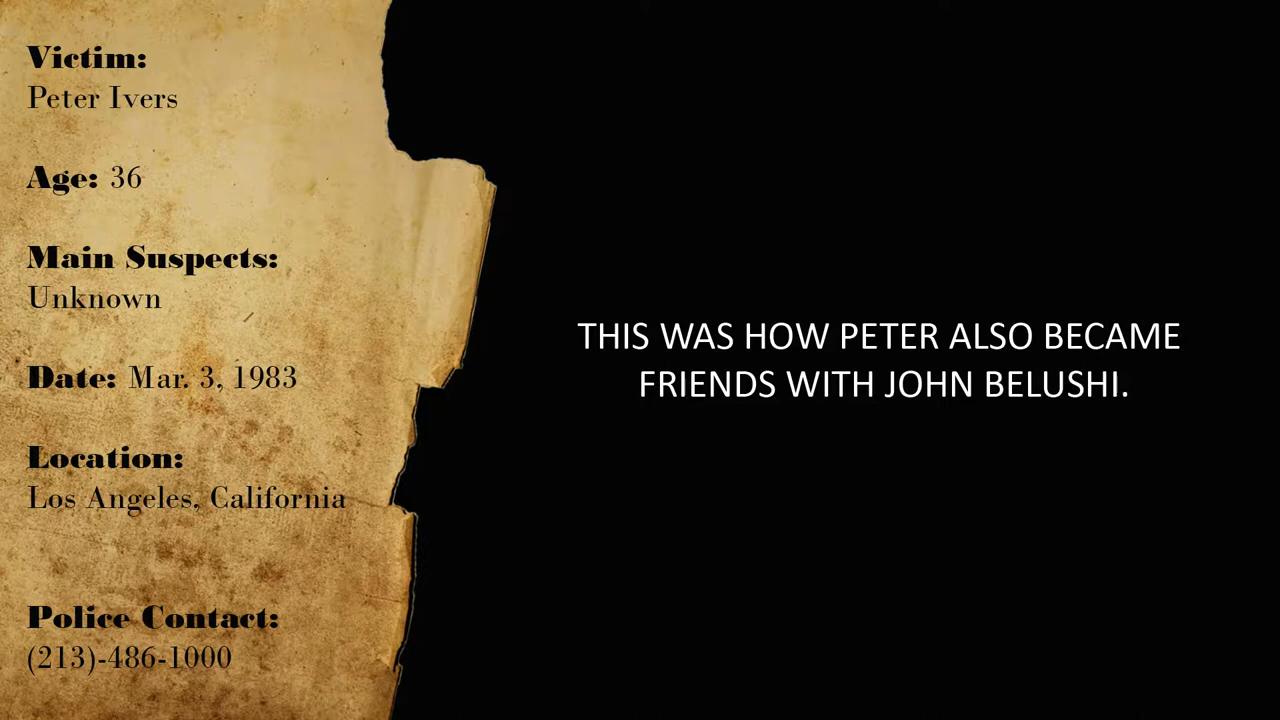 Victim:
Peter Ivers
Age: 36
Main Suspects:
Unknown
Date: Mar. 3, 1983
Location:
Los Angeles, California
Police Contact:
(213)-486-1000
THIS WAS HOW PETER ALSO BECAME
FRIENDS WITH JOHN BELUSHI.